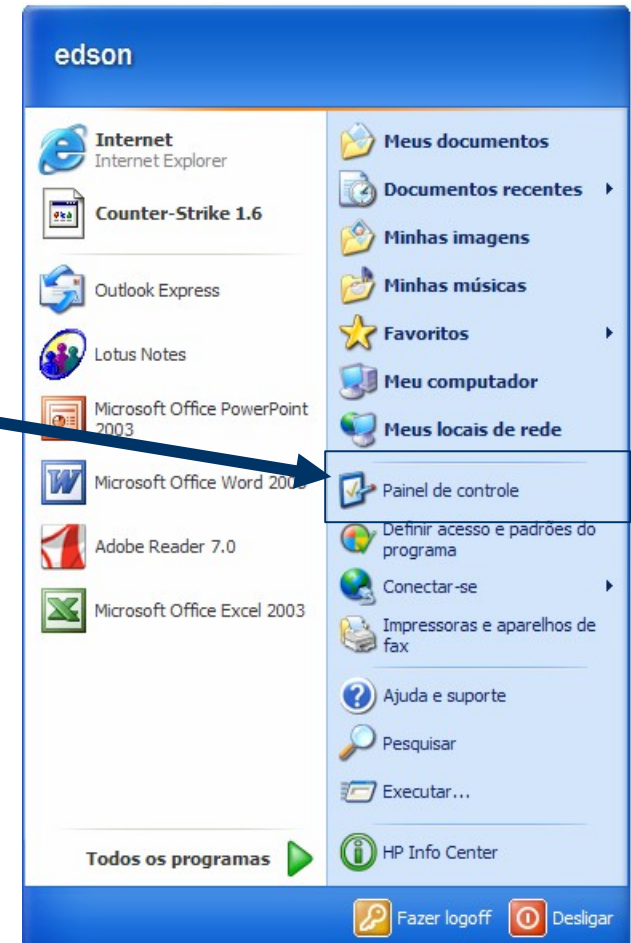 edson
Internet
Internet Explorer
Counter-Strike 1.6
Outlook Express
Lotus Notes
Microsoft Office PowerPoint
2003
Microsoft Office Word 2003
Adobe Reader 7.0
Microsoft Office Excel 2003
Todos os programas
Meus documentos
Documentos recentes
Minhas imagens
Minhas músicas
Favoritos
Meu computador
Meus locais de rede
Painel de controle
Definir acesso e padrões do
programa
Conectar-se
Impressoras e aparelhos de
fax
Ajuda e suporte
Pesquisar
Executar...
HP Info Center
Fazer logoff
Desligar